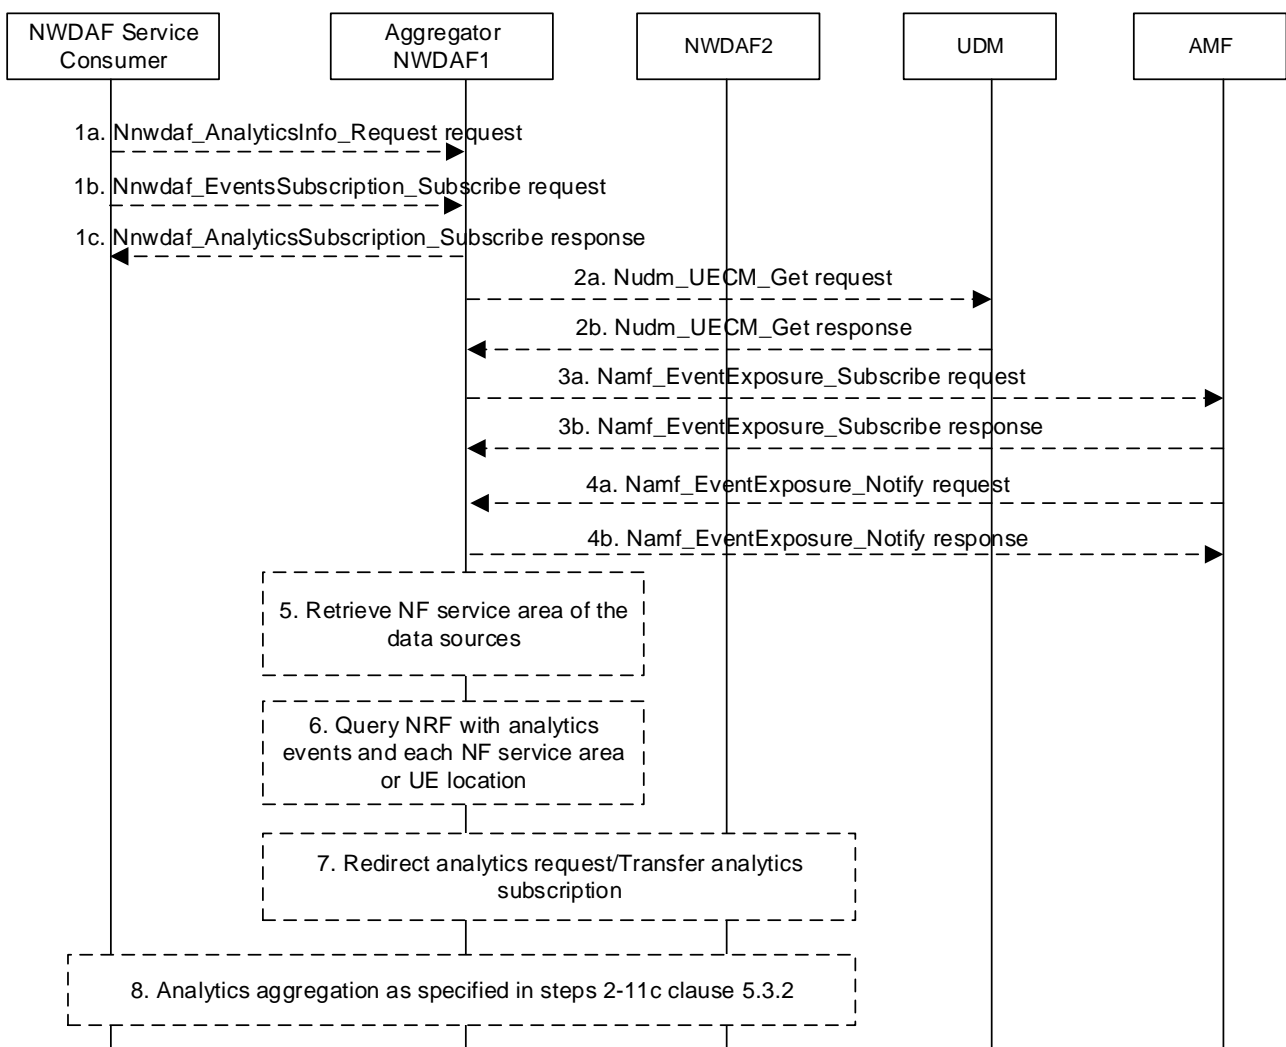 NWDAF Service
Consumer
Aggregator
NWDAF1
NWDAF2
UDM
AMF
1a. Nnwdaf_AnalyticsInfo_Request request
1b. Nnwdaf_EventsSubscription_Subscribe request
1c. Nnwdaf_AnalyticsSubscription_Subscribe response
2a. Nudm_UECM_Get request
2b. Nudm_UECM_Get response
3a. Namf_EventExposure_Subscribe request
3b. Namf_EventExposure_Subscribe response
4a. Namf_EventExposure_Notify request
4b. Namf_EventExposure_Notify response
5. Retrieve NF service area of the
data sources
6. Query NRF with analytics
events and each NF service area
or UE location
7. Redirect analytics request/Transfer analytics
subscription
8. Analytics aggregation as specified in steps 2-11c clause 5.3.2